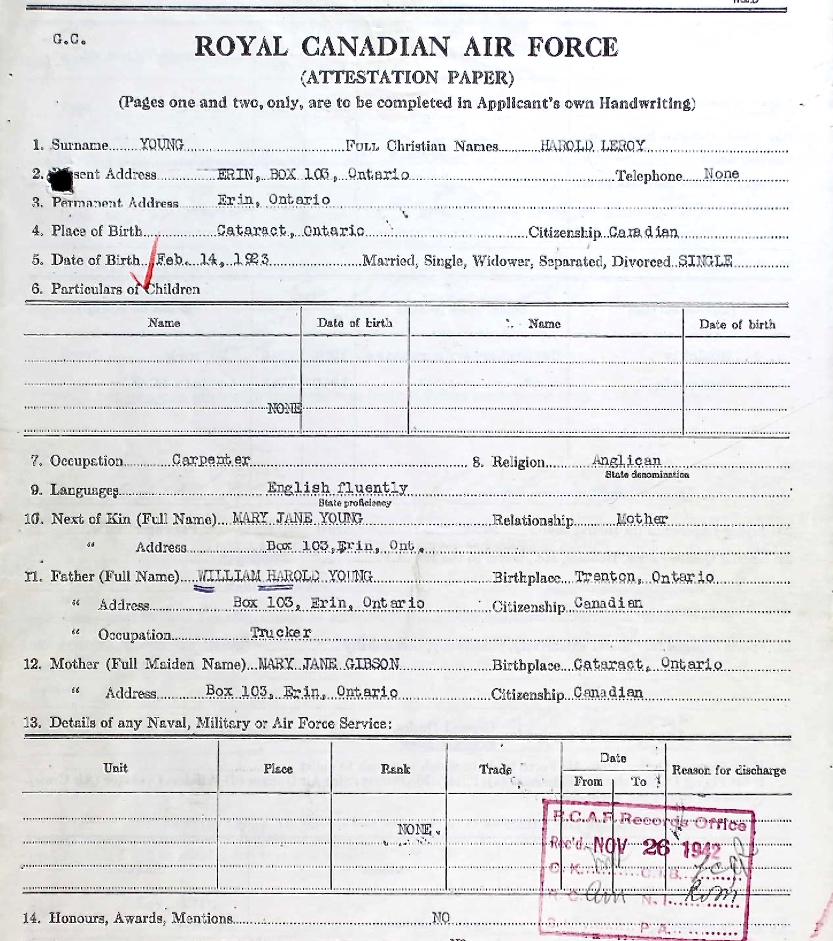 G.C.
ROYAL CANADIAN AIR FORCE
(ATTESTATION PAPER)
(Pages one and two, only, are to be completed in Applicant's own Handwriting)
1. Surname YOUNG Full Christian Names HAROLD LEROY
2. sent Address ERIN, BOX 103, Ontario Telephone None
3. Permanent Address Erin, Ontario
4. Place of Birth Cataract, Ontario Citizenship Canadian
5. Date of Birth Feb. 14, 1923 Married, Single, Widower, Separated, Divorced SINGLE
6. Particulars of Children
Name Date of birth Name Date of birth
NONE
7. Occupation Carpenter 8. Religion Anglican
State denomination
9. Languages English fluently
State proficiency
10. Next of Kin (Full Name) MARY JANE YOUNG Relationship Mother
" Address Box 103, Erin, Ont.
11. Father (Full Name) WILLIAM HAROLD YOUNG Birthplace Trenton, Ontario
" Address Box 103, Erin, Ontario Citizenship Canadian
" Occupation Trucker
12. Mother (Full Maiden Name) MARY JANE GIBSON Birthplace Cataract, Ontario
" Address Box 103, Erin, Ontario Citizenship Canadian
13. Details of any Naval, Military or Air Force Service:
Unit Place Rank Trade Date Reason for discharge
From To
NONE.
R.C.A.F. Records Office
Rec'd. NOV 26 1942
14. Honours, Awards, Mentions NO